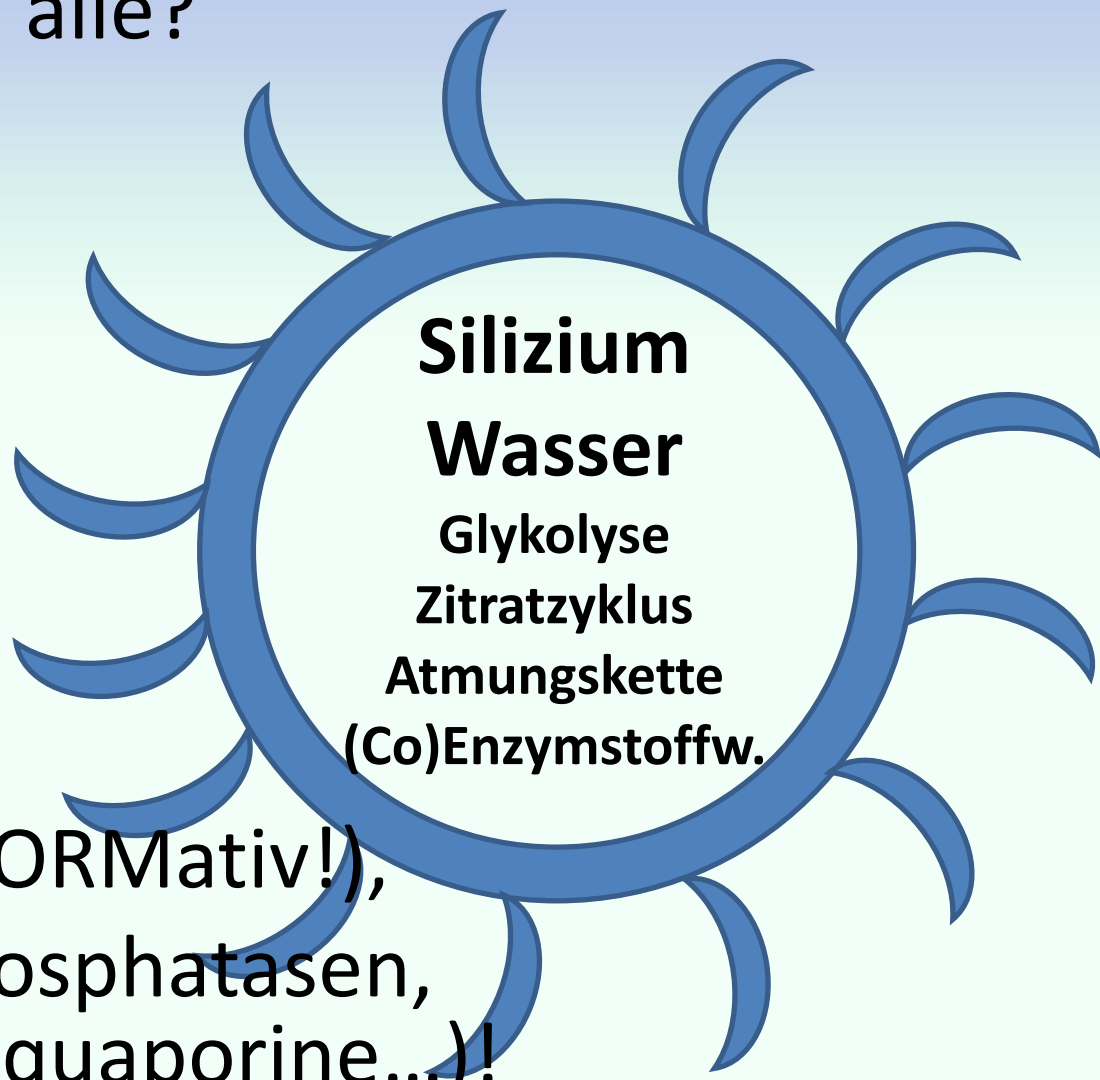 alle?
Silizium
Wasser
Glykolyse
Zitratzyklus
Atmungskette
(Co)Enzymstoffw.
ORMativ!),
osphatasen,
quaporine...)!